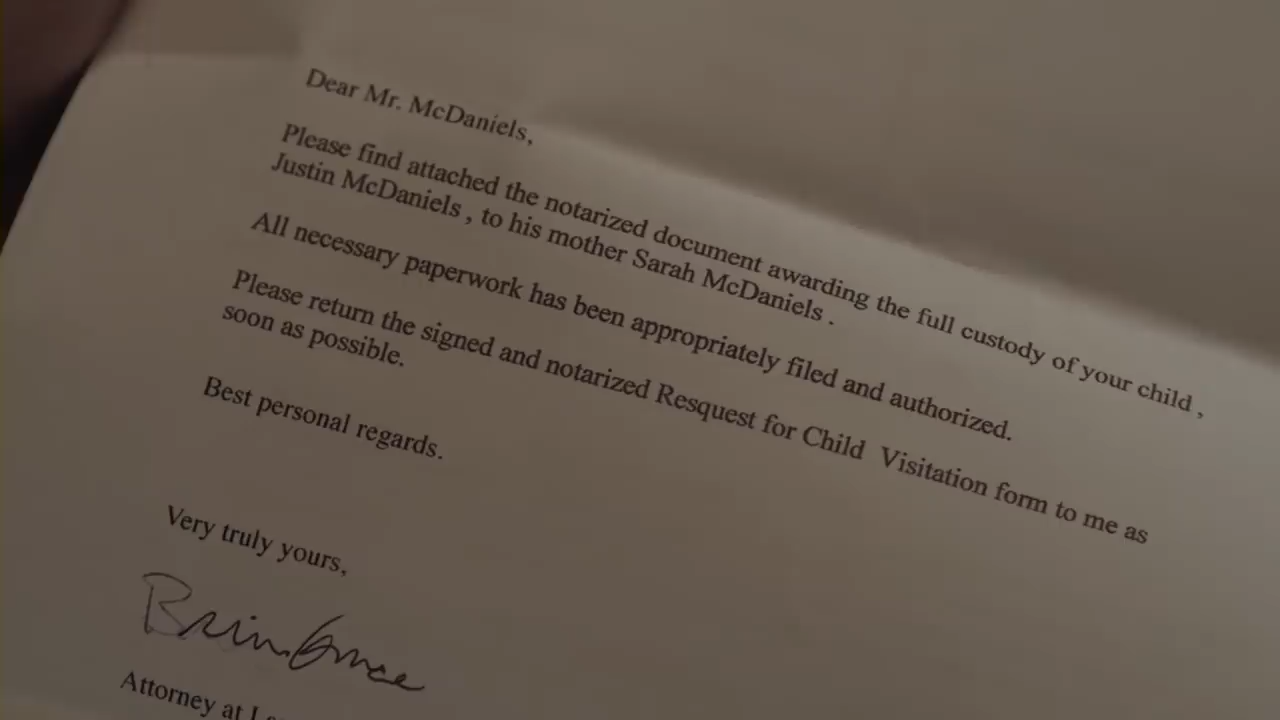 Dear Mr. McDaniels,
Please find attached the notarized document awarding the full custody of your child ,
Justin McDaniels , to his mother Sarah McDaniels .
All necessary paperwork has been appropriately filed and authorized.
Please return the signed and notarized Resquest for Child Visitation form to me as
soon as possible.
Best personal regards.
Very truly yours,
Attorney at